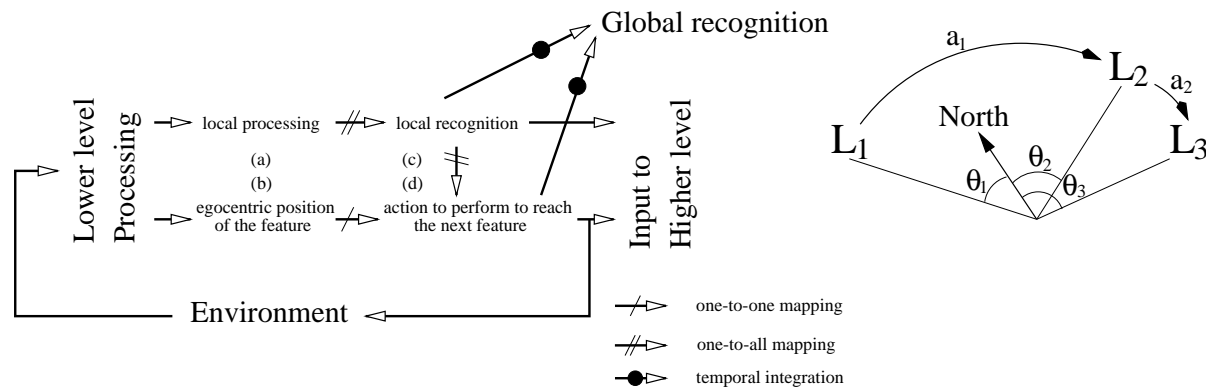 Global recognition
Lower level
Processing
local processing
local recognition
(a)
(b)
(c)
(d)
egocentric position
of the feature
action to perform to reach
the next feature
Input to
Higher level
Environment
one-to-one mapping
one-to-all mapping
temporal integration
a1
L2
a2
North
L1
L3
θ1
θ2
θ3